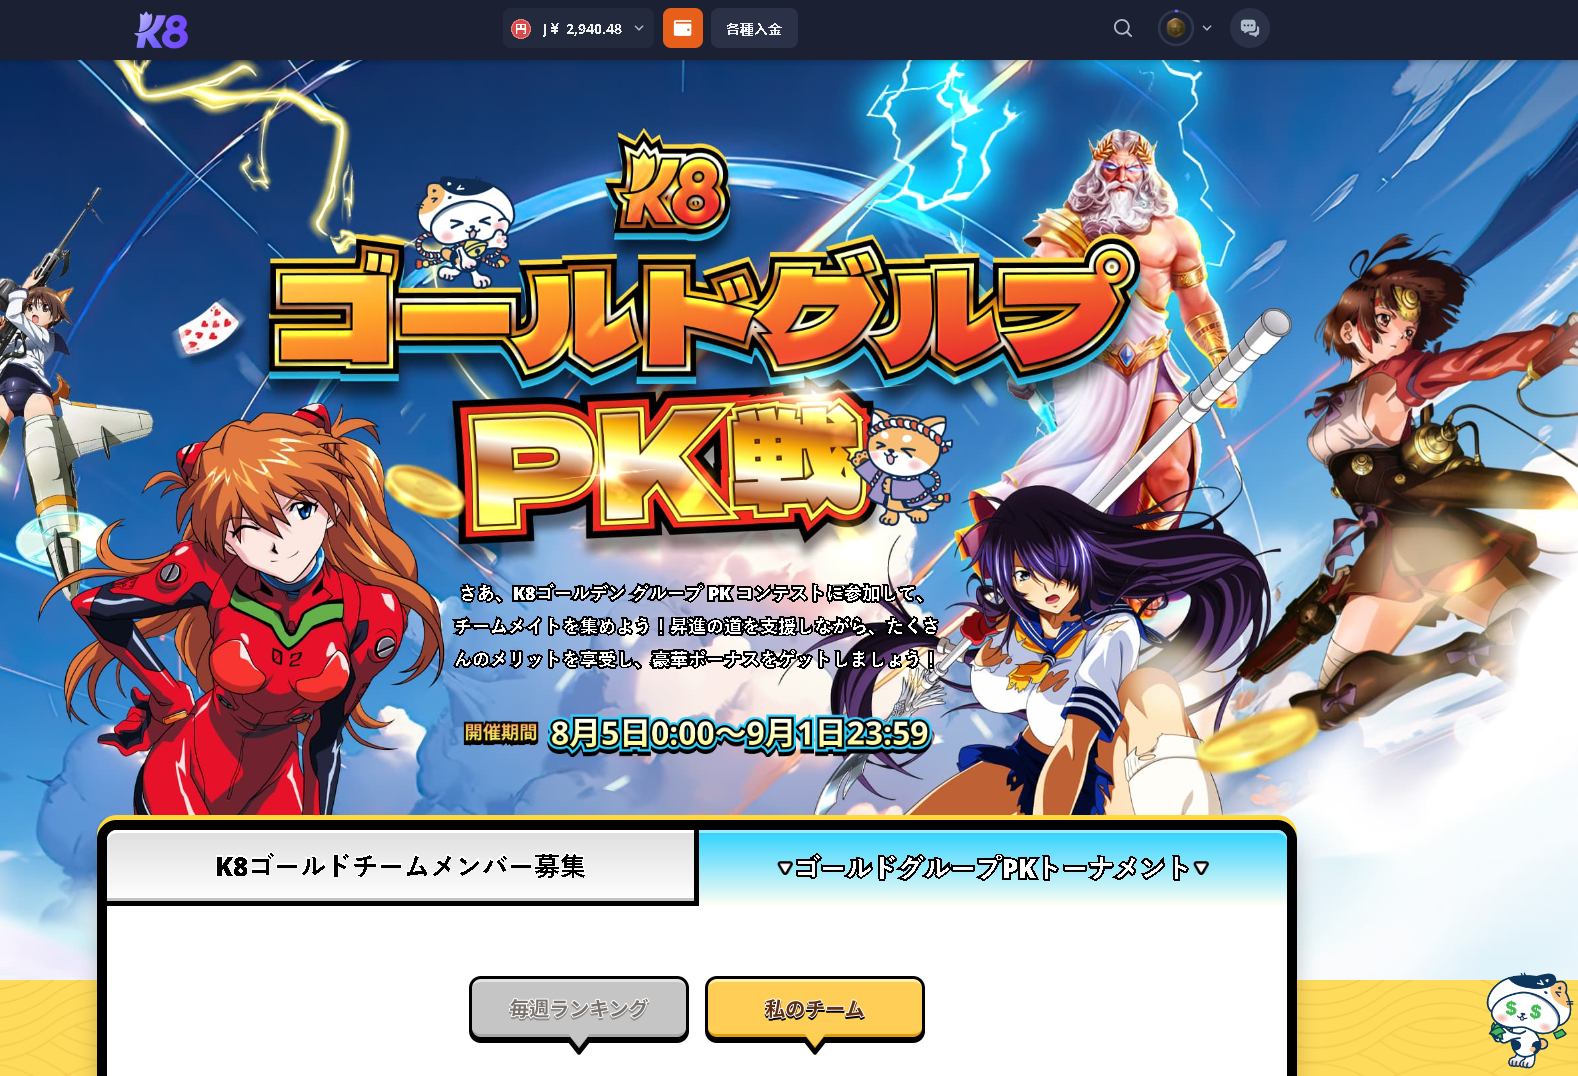 K8
J¥ 2,940.48
各種入金
K8
ゴールドグループ
PK戦
さあ、K8ゴールデン グループ PK コンテストに参加して、
チームメイトを集めよう！昇進の道を支援しながら、たくさ
んのメリットを享受し、豪華ボーナスをゲットしましょう！
開催期間 8月5日0:00～9月1日23:59
K8ゴールドチームメンバー募集
▽ゴールドグループPKトーナメント▽
毎週ランキング
私のチーム
02